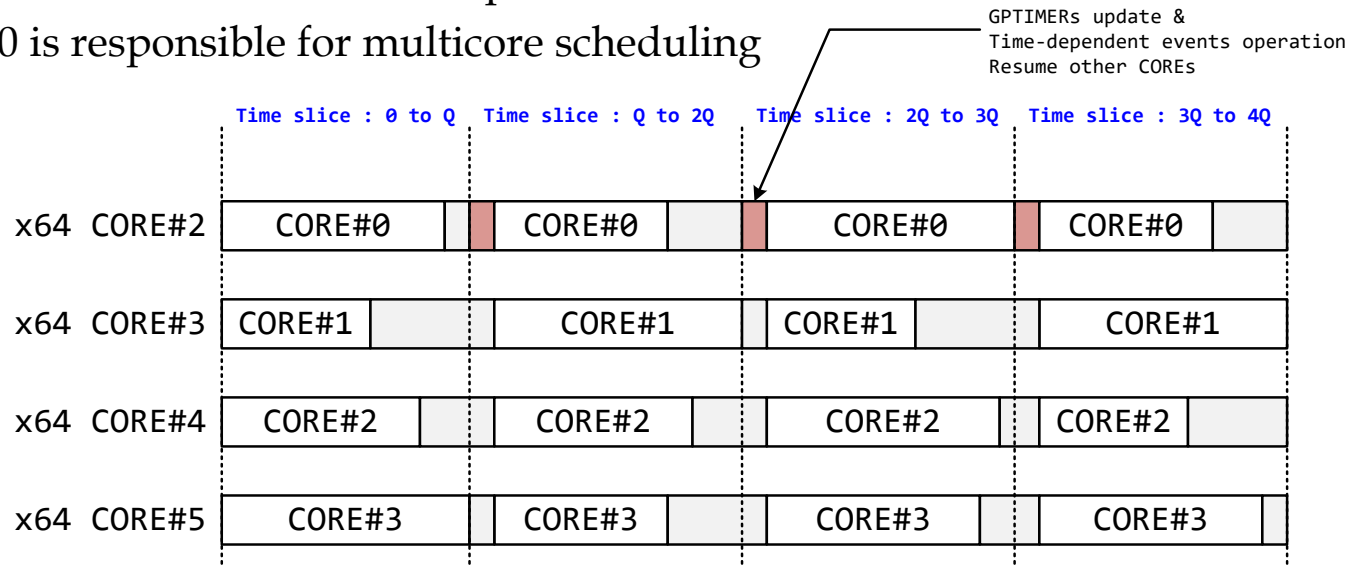 0 is responsible for multicore scheduling
GPTIMERs update &
Time-dependent events operation
Resume other COREs
Time slice : 0 to Q Time slice : Q to 2Q Time slice : 2Q to 3Q Time slice : 3Q to 4Q
x64 CORE#2 CORE#0 CORE#0 CORE#0 CORE#0
x64 CORE#3 CORE#1 CORE#1 CORE#1 CORE#1
x64 CORE#4 CORE#2 CORE#2 CORE#2 CORE#2
x64 CORE#5 CORE#3 CORE#3 CORE#3 CORE#3